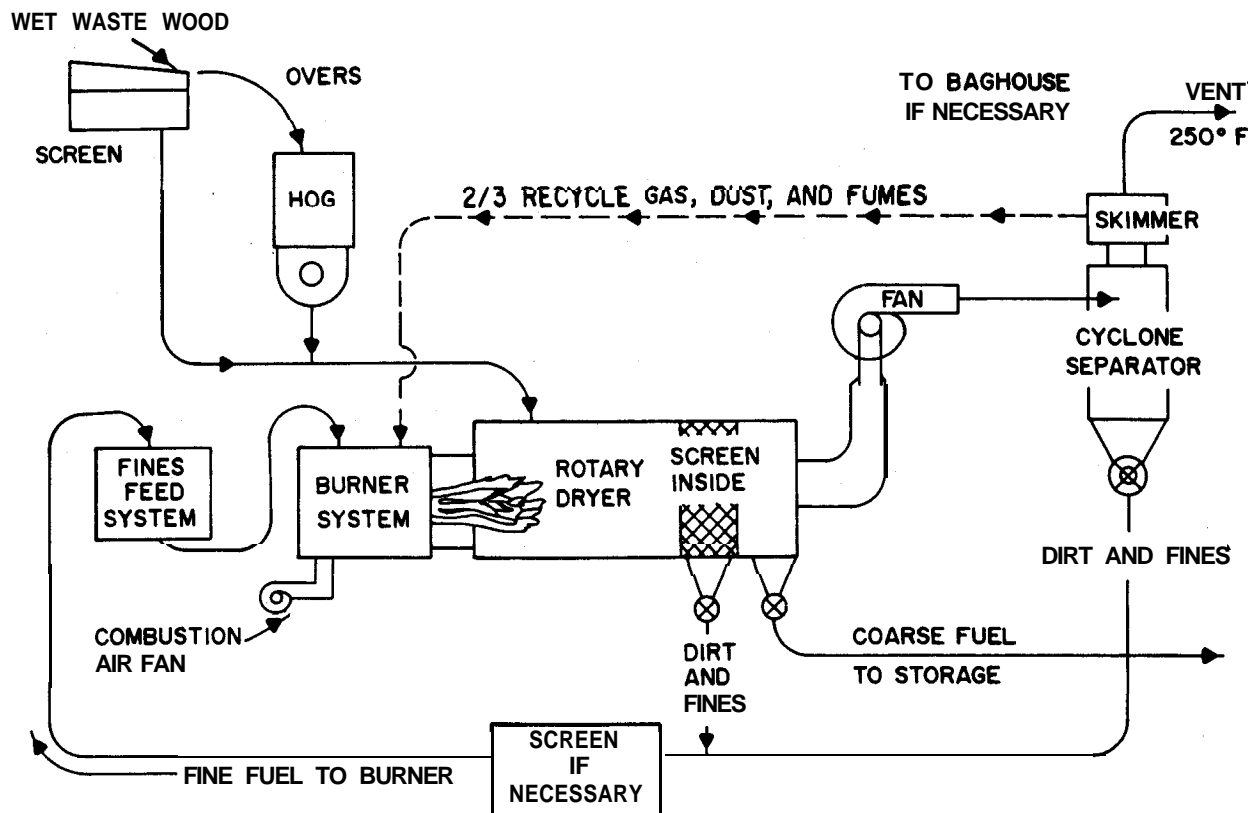 WET WASTE WOOD
OVERS
SCREEN
HOG
TO BAGHOUSE
IF NECESSARY
VENT
250° F
2/3 RECYCLE GAS, DUST, AND FUMES
SKIMMER
FAN
CYCLONE
SEPARATOR
FINES
FEED
SYSTEM
BURNER
SYSTEM
ROTARY
DRYER
SCREEN
INSIDE
DIRT AND FINES
COMBUSTION
AIR FAN
DIRT
AND
FINES
COARSE FUEL
TO STORAGE
SCREEN
IF
NECESSARY
FINE FUEL TO BURNER